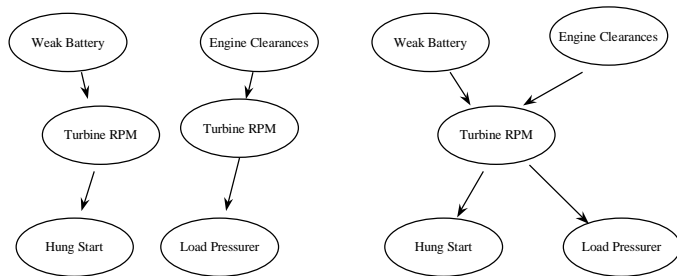 Weak Battery
Engine Clearances
Turbine RPM
Turbine RPM
Hung Start
Load Pressurer
Weak Battery
Engine Clearances
Turbine RPM
Hung Start
Load Pressurer